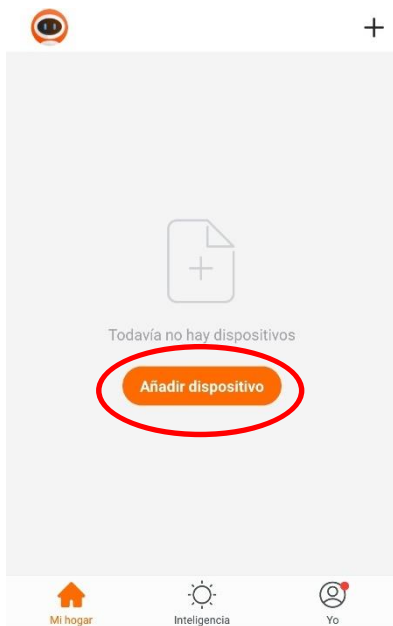 Todavía no hay dispositivos
Añadir dispositivo
Mi hogar
Inteligencia
Yo